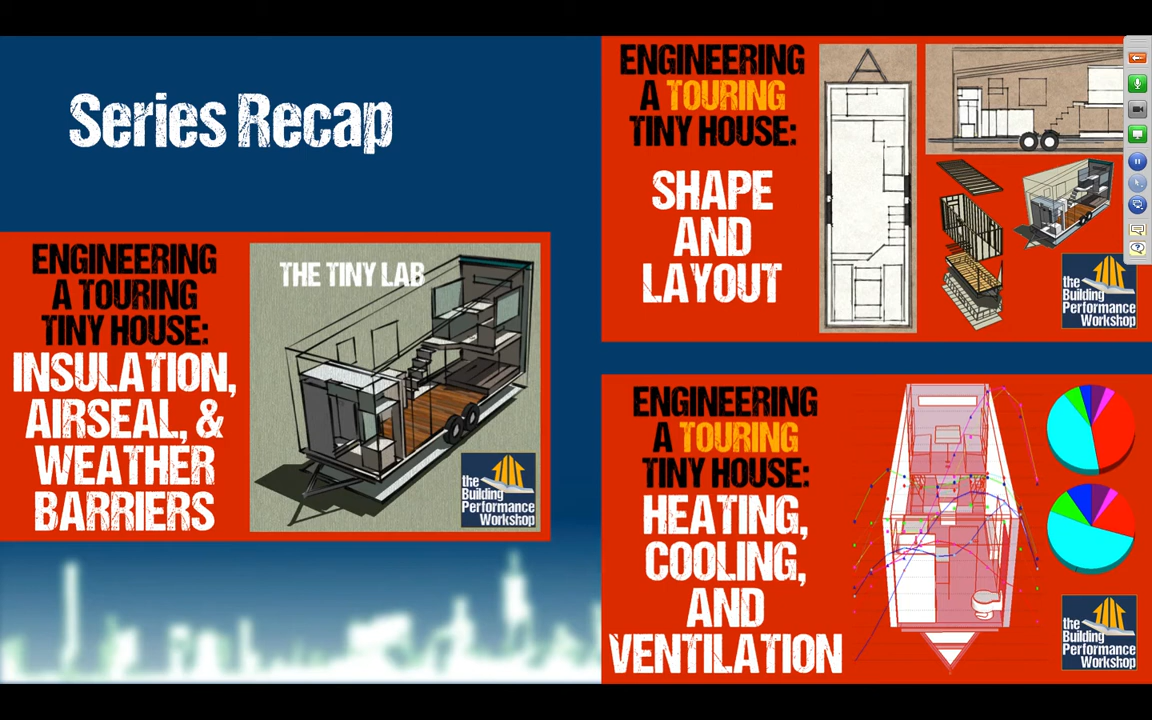 Series Recap
ENGINEERING
A TOURING
TINY HOUSE:
INSULATION,
AIRSEAL, &
WEATHER
BARRIERS
THE TINY LAB
the
Building
Performance
Workshop
ENGINEERING
A TOURING
TINY HOUSE:
SHAPE
AND
LAYOUT
the
Building
Performance
Workshop
ENGINEERING
A TOURING
TINY HOUSE:
HEATING,
COOLING,
AND
VENTILATION
the
Building
Performance
Workshop